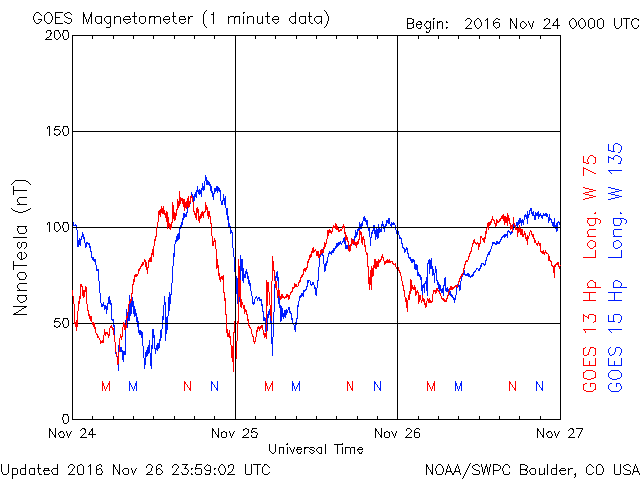 GOES Magnetometer (1 minute data)
Begin: 2016 Nov 24 0000 UTC
200
150
100
50
0
NanoTesla (nT)
M M N N M M N N M M N N
Nov 24 Nov 25 Nov 26 Nov 27
Universal Time
GOES 13 Hp Long. W 75
GOES 15 Hp Long. W 135
Updated 2016 Nov 26 23:59:02 UTC
NOAA/SWPC Boulder, CO USA